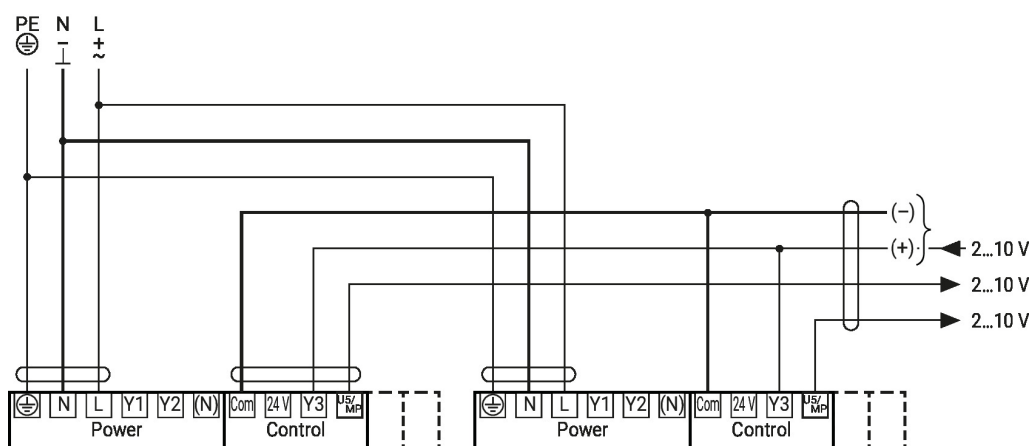 PE N L
- +
⊥ ~
(−)
(+) 2...10 V
2...10 V
2...10 V
N L Y1 Y2 (N) Com 24 V Y3 U5/MP N L Y1 Y2 (N) Com 24 V Y3 U5/MP
Power Control Power Control